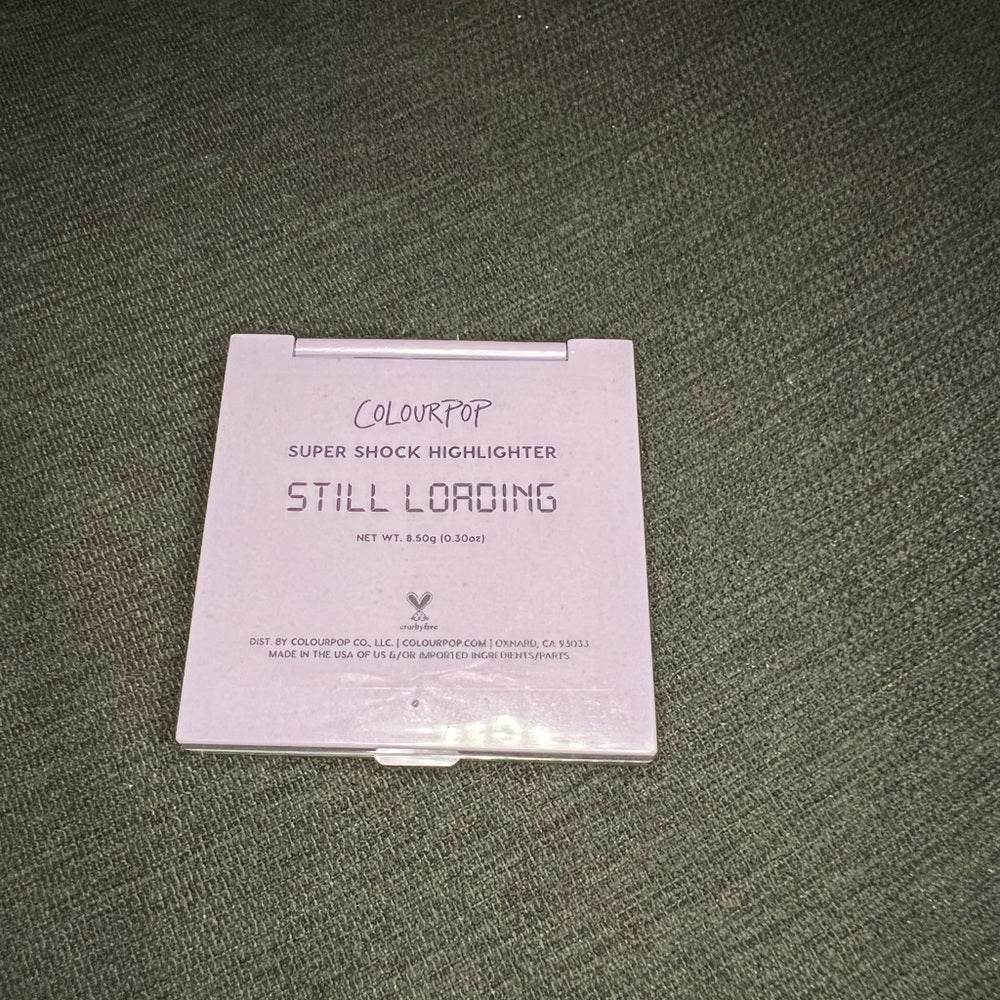 COLOURPOP
SUPER SHOCK HIGHLIGHTER
STILL LOADING
NET WT. 8.50g (0.30oz)
crueltyfree
DIST. BY COLOURPOP CO., LLC. | COLOURPOP.COM | OXNARD, CA 93033
MADE IN THE USA OF US &/OR IMPORTED INGREDIENTS/PARTS